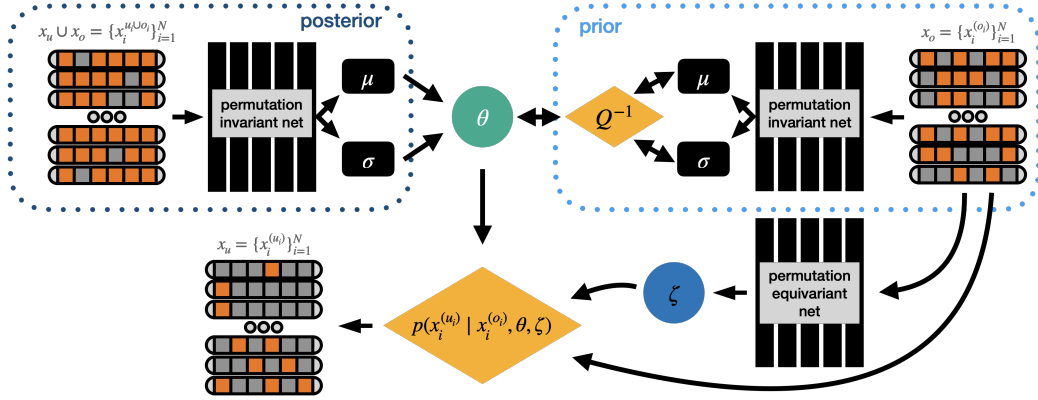 posterior
prior
x_u ∪ x_o = {x_i^{u_i∪o_i}}_{i=1}^N
permutation
invariant net
μ
σ
θ
Q^{-1}
μ
σ
permutation
invariant net
x_o = {x_i^{(o_i)}}_{i=1}^N
x_u = {x_i^{(u_i)}}_{i=1}^N
p(x_i^{(u_i)} | x_i^{(o_i)}, θ, ζ)
ζ
permutation
equivariant
net